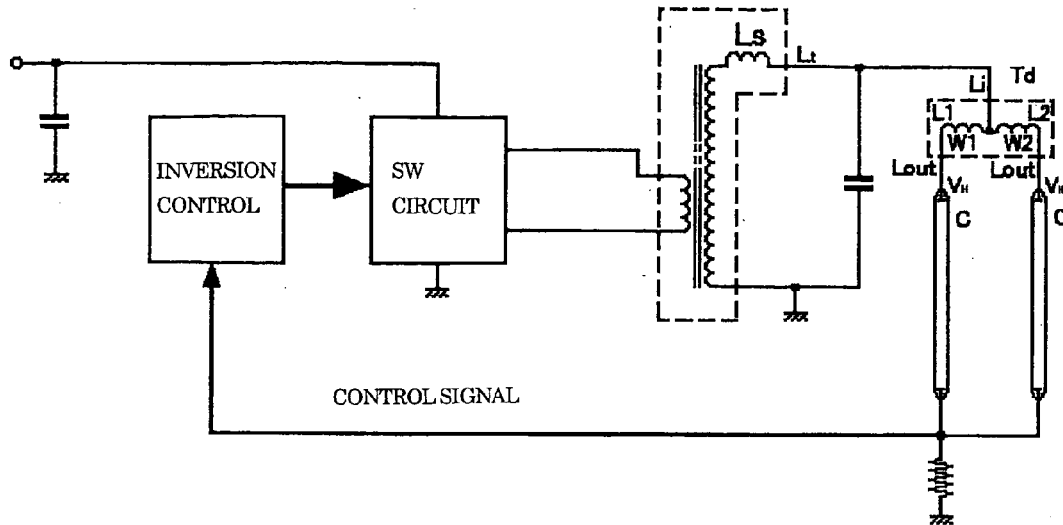 Ls
Lt
Li
Td
L1
L2
W1
W2
INVERSION
CONTROL
SW
CIRCUIT
Lout
Lout
VH
VH
C
C
CONTROL SIGNAL